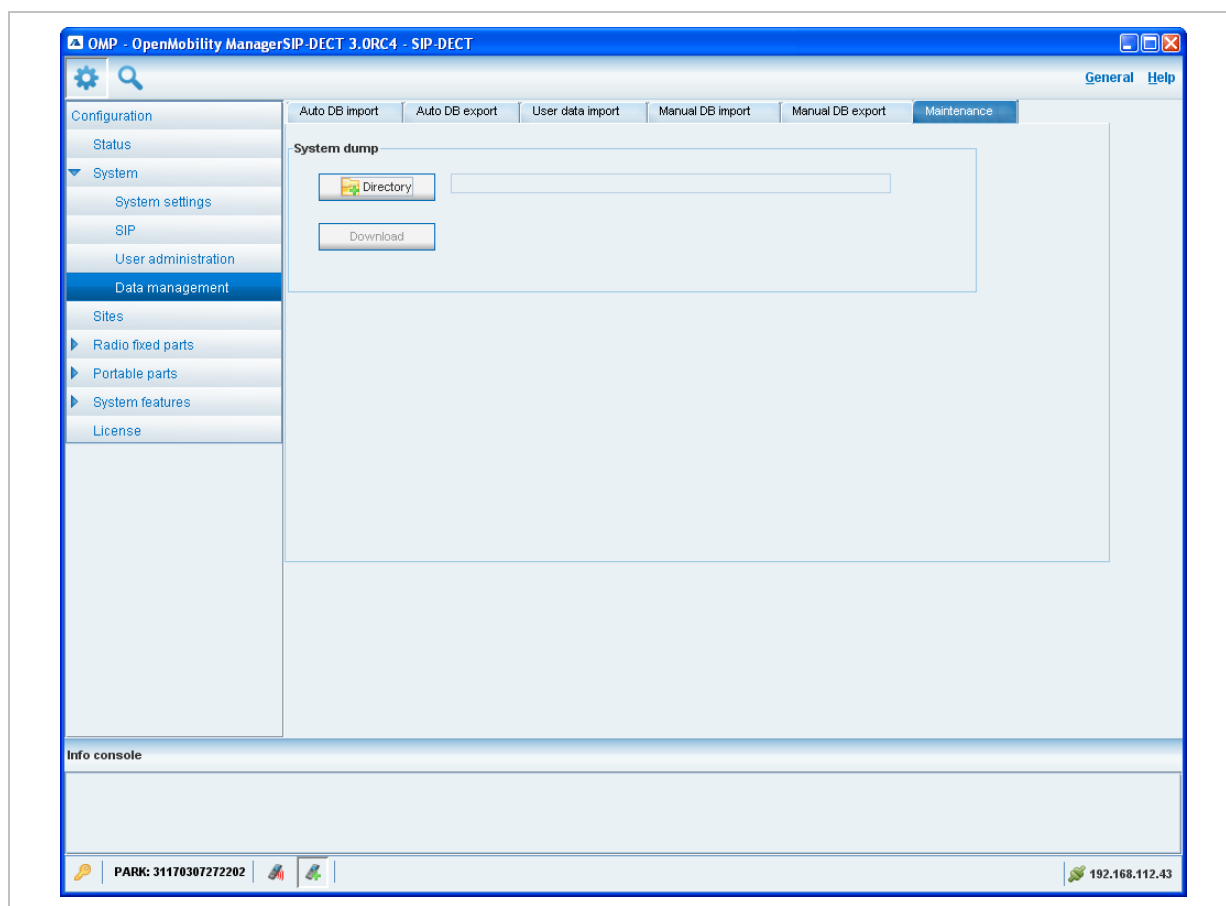 OMP - OpenMobility ManagerSIP-DECT 3.0RC4 - SIP-DECT
General Help
Configuration
Status
System
System settings
SIP
User administration
Data management
Sites
Radio fixed parts
Portable parts
System features
License
Auto DB import Auto DB export User data import Manual DB import Manual DB export Maintenance
System dump
Directory
Download
Info console
PARK: 31170307272202
192.168.112.43